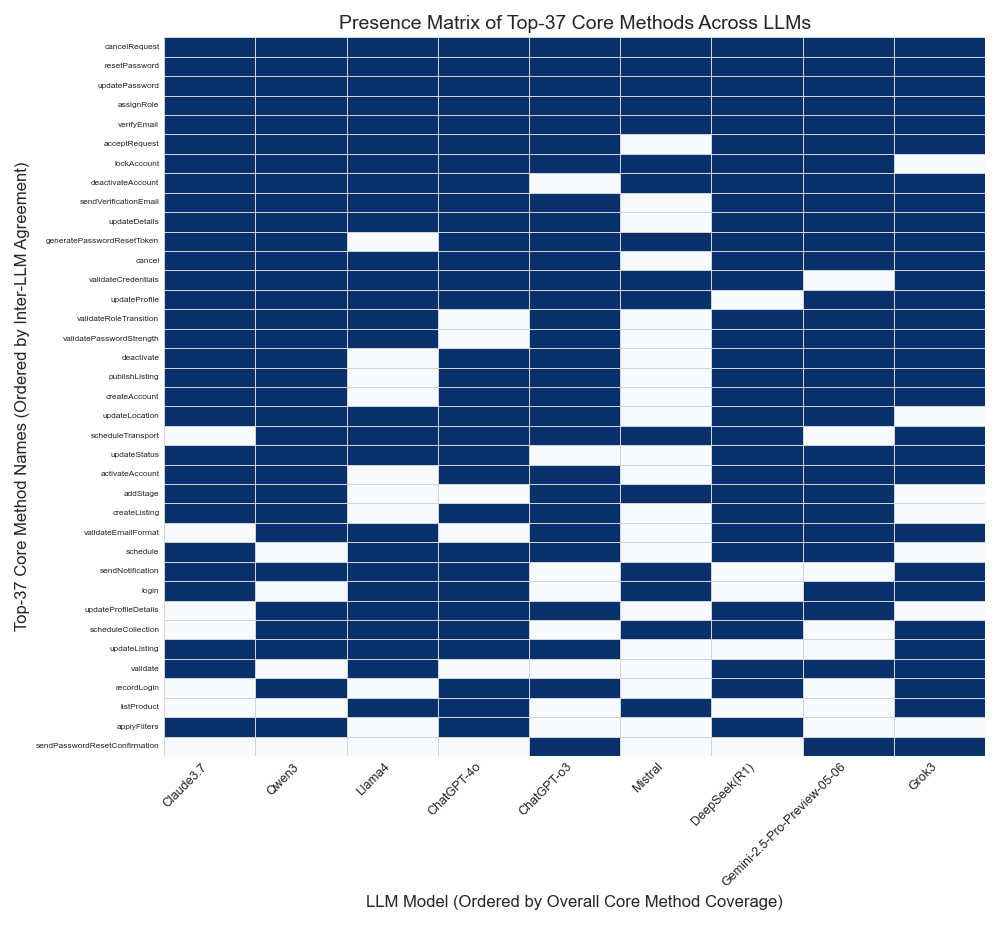 Presence Matrix of Top-37 Core Methods Across LLMs
Top-37 Core Method Names (Ordered by Inter-LLM Agreement)
cancelRequest
resetPassword
updatePassword
assignRole
verifyEmail
acceptRequest
lockAccount
deactivateAccount
sendVerificationEmail
updateDetails
generatePasswordResetToken
cancel
validateCredentials
updateProfile
validateRoleTransition
validatePasswordStrength
deactivate
publishListing
createAccount
updateLocation
scheduleTransport
updateStatus
activateAccount
addStage
createListing
validateEmailFormat
schedule
sendNotification
login
updateProfileDetails
scheduleCollection
updateListing
validate
recordLogin
listProduct
applyFilters
sendPasswordResetConfirmation
Claude3.7
Qwen3
Llama4
ChatGPT-4o
ChatGPT-o3
Mistral
DeepSeek(R1)
Gemini-2.5-Pro-Preview-05-06
Grok3
LLM Model (Ordered by Overall Core Method Coverage)